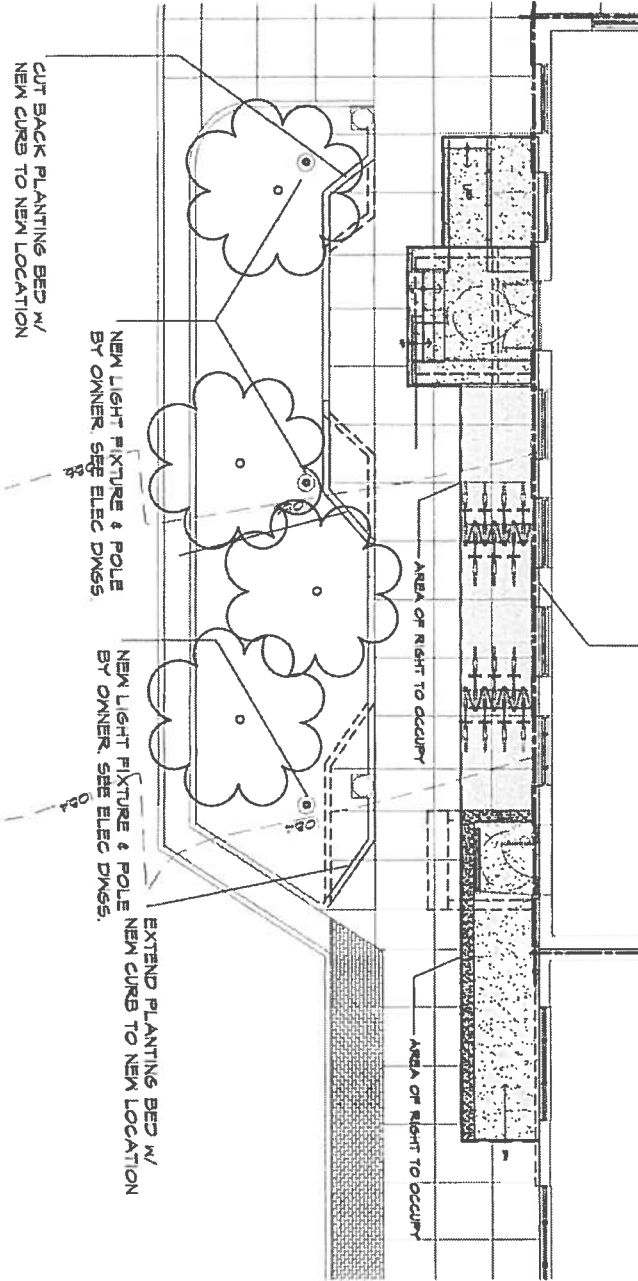 CUT BACK PLANTING BED W/
NEW CURB TO NEW LOCATION
NEW LIGHT FIXTURE & POLE
BY OWNER. SEE ELEC DWGS.
NEW LIGHT FIXTURE & POLE
BY OWNER. SEE ELEC DWGS.
EXTEND PLANTING BED W/
NEW CURB TO NEW LOCATION
AREA OF RIGHT TO OCCUPY
AREA OF RIGHT TO OCCUPY